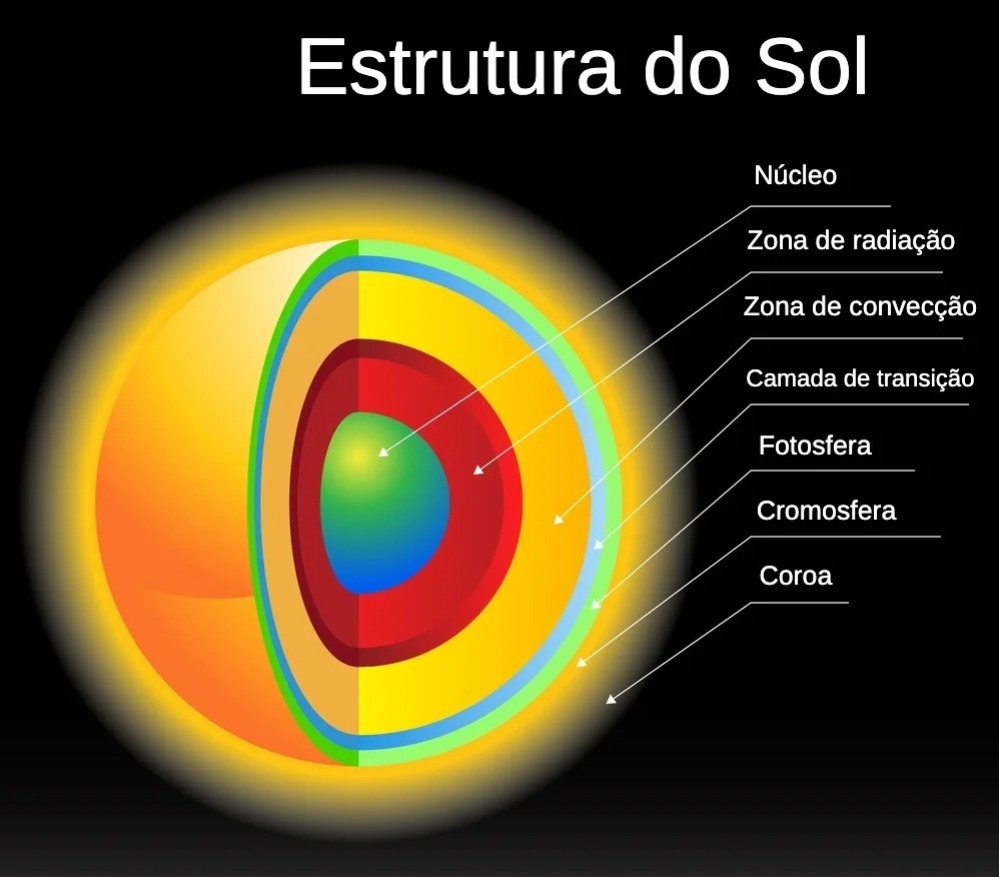 Estrutura do Sol
Núcleo
Zona de radiação
Zona de convecção
Camada de transição
Fotosfera
Cromosfera
Coroa